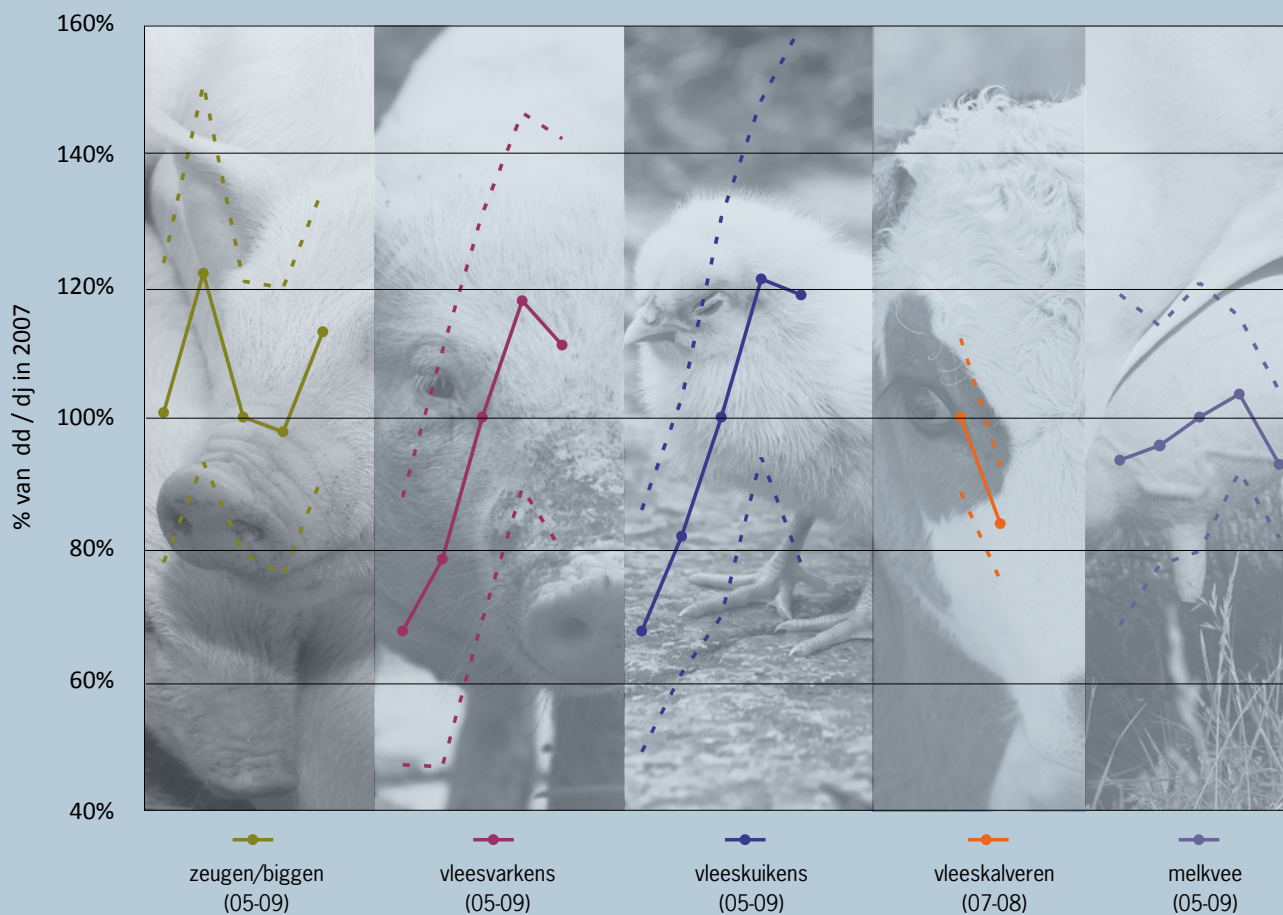 160%
140%
120%
100%
80%
60%
40%
% van dd / dj in 2007
zeugen/biggen
(05-09)
vleesvarkens
(05-09)
vleeskuikens
(05-09)
vleeskalveren
(07-08)
melkvee
(05-09)